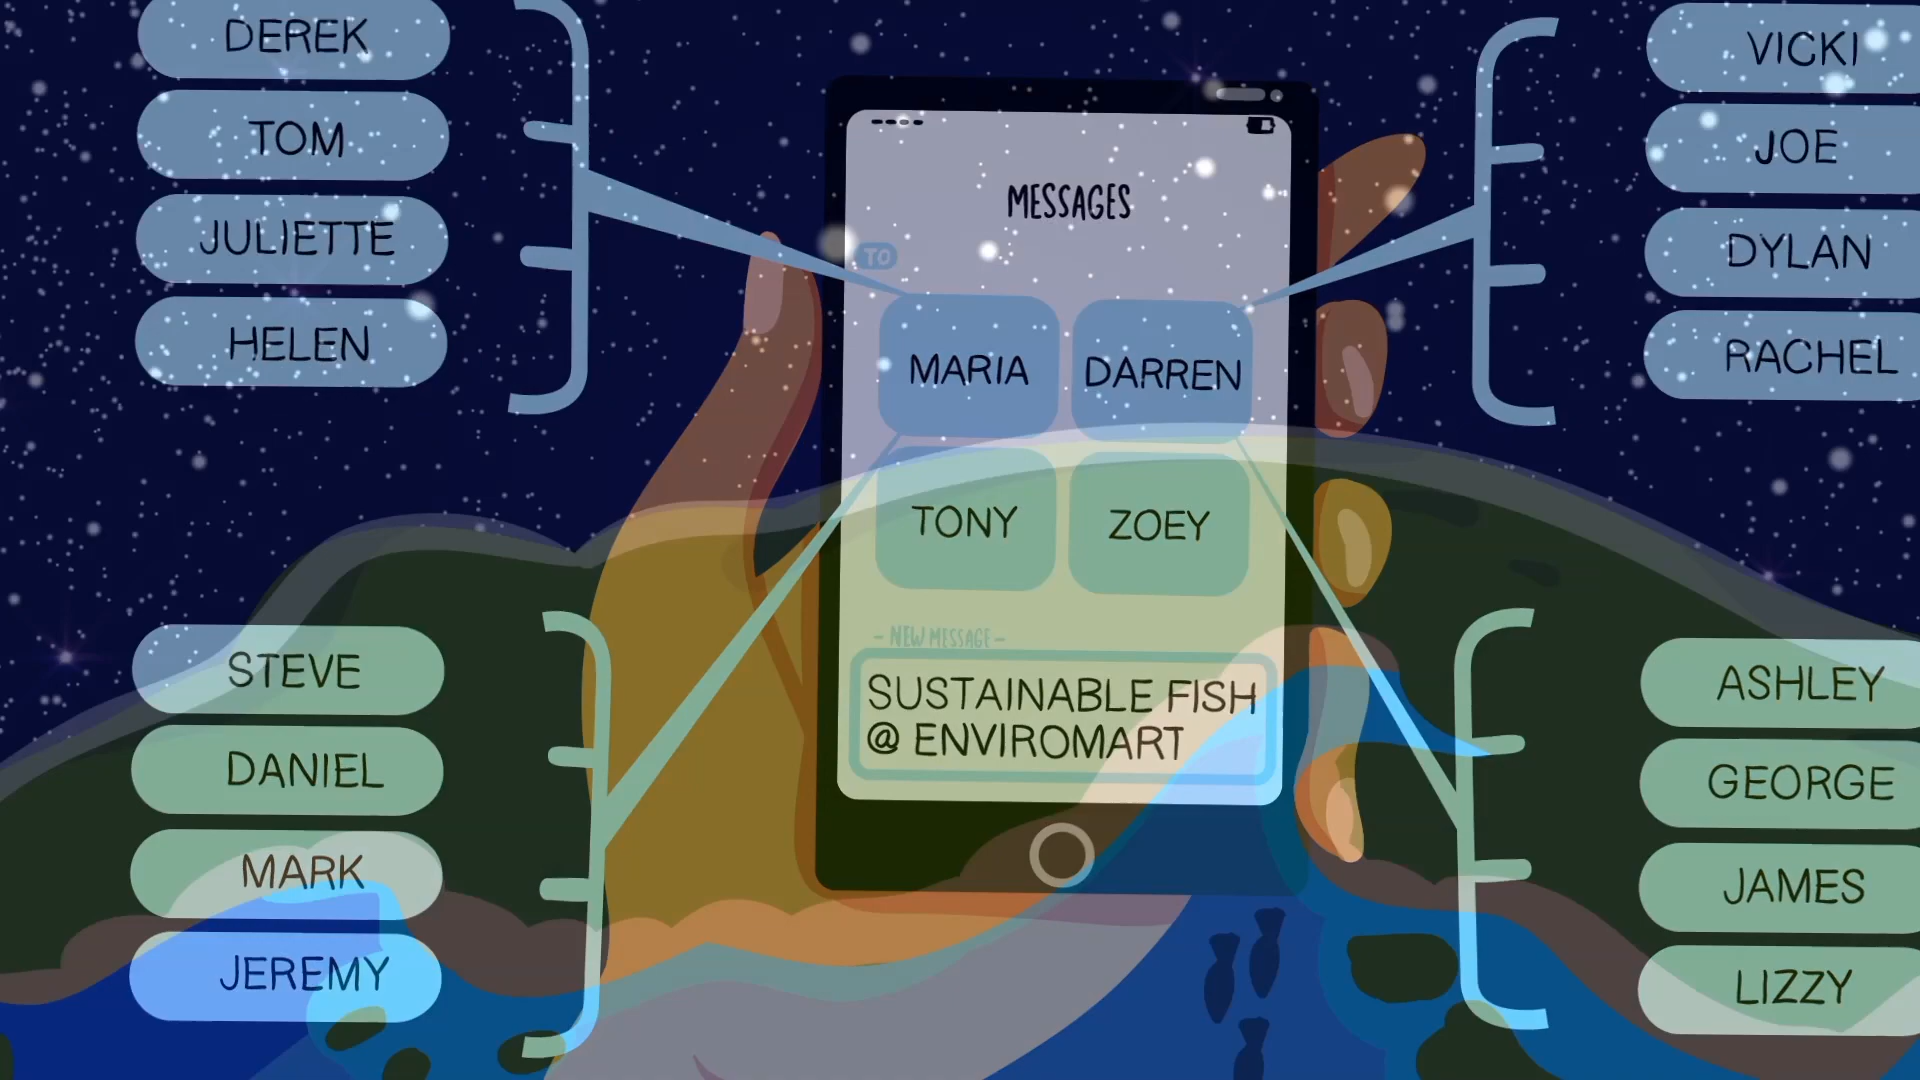 DEREK
TOM
JULIETTE
HELEN
STEVE
DANIEL
MARK
JEREMY
MESSAGES
TO
MARIA
DARREN
TONY
ZOEY
- NEW MESSAGE -
SUSTAINABLE FISH
@ ENVIROMART
VICKI
JOE
DYLAN
RACHEL
ASHLEY
GEORGE
JAMES
LIZZY